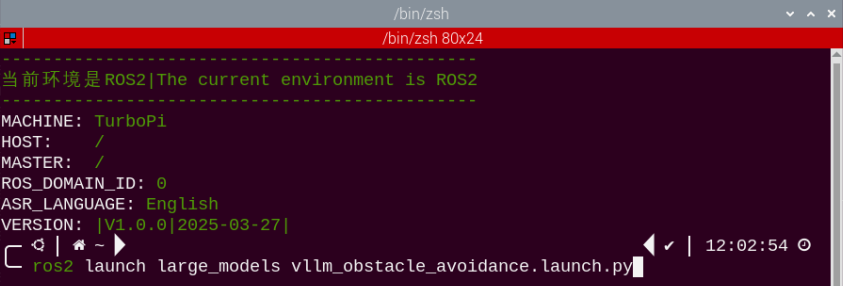 /bin/zsh
/bin/zsh 80x24
----------------------------------------------
当前环境是ROS2|The current environment is ROS2
----------------------------------------------
MACHINE: TurboPi
HOST: /
MASTER: /
ROS_DOMAIN_ID: 0
ASR_LANGUAGE: English
VERSION: |V1.0.0|2025-03-27|
~ ✔ | 12:02:54
ros2 launch large_models vllm_obstacle_avoidance.launch.py